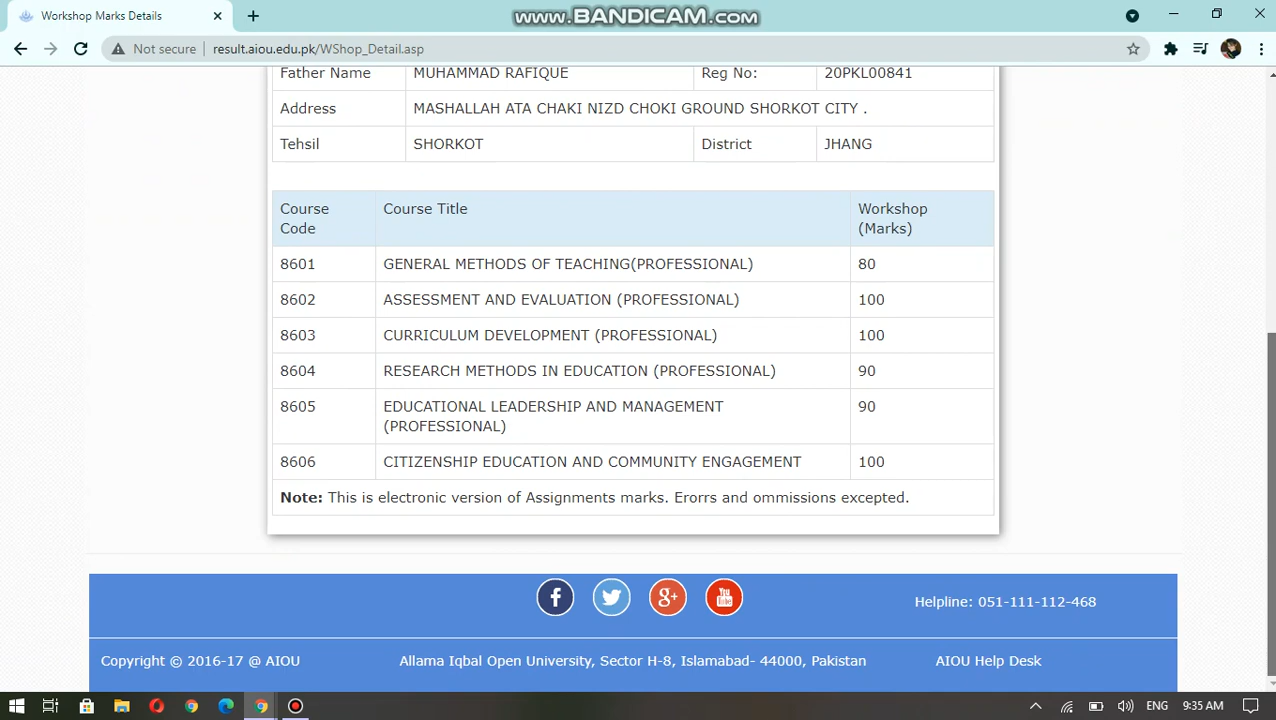 Workshop Marks Details
www.BANDICAM.com
Not secure result.aiou.edu.pk/WShop_Detail.asp
Father Name MUHAMMAD RAFIQUE Reg No: 20PKL00841
Address MASHALLAH ATA CHAKI NIZD CHOKI GROUND SHORKOT CITY .
Tehsil SHORKOT District JHANG
Course Code Course Title Workshop (Marks)
8601 GENERAL METHODS OF TEACHING(PROFESSIONAL) 80
8602 ASSESSMENT AND EVALUATION (PROFESSIONAL) 100
8603 CURRICULUM DEVELOPMENT (PROFESSIONAL) 100
8604 RESEARCH METHODS IN EDUCATION (PROFESSIONAL) 90
8605 EDUCATIONAL LEADERSHIP AND MANAGEMENT 90
(PROFESSIONAL)
8606 CITIZENSHIP EDUCATION AND COMMUNITY ENGAGEMENT 100
Note: This is electronic version of Assignments marks. Erorrs and ommissions excepted.
f g+ You Tube
Helpline: 051-111-112-468
Copyright © 2016-17 @ AIOU Allama Iqbal Open University, Sector H-8, Islamabad- 44000, Pakistan AIOU Help Desk
ENG 9:35 AM